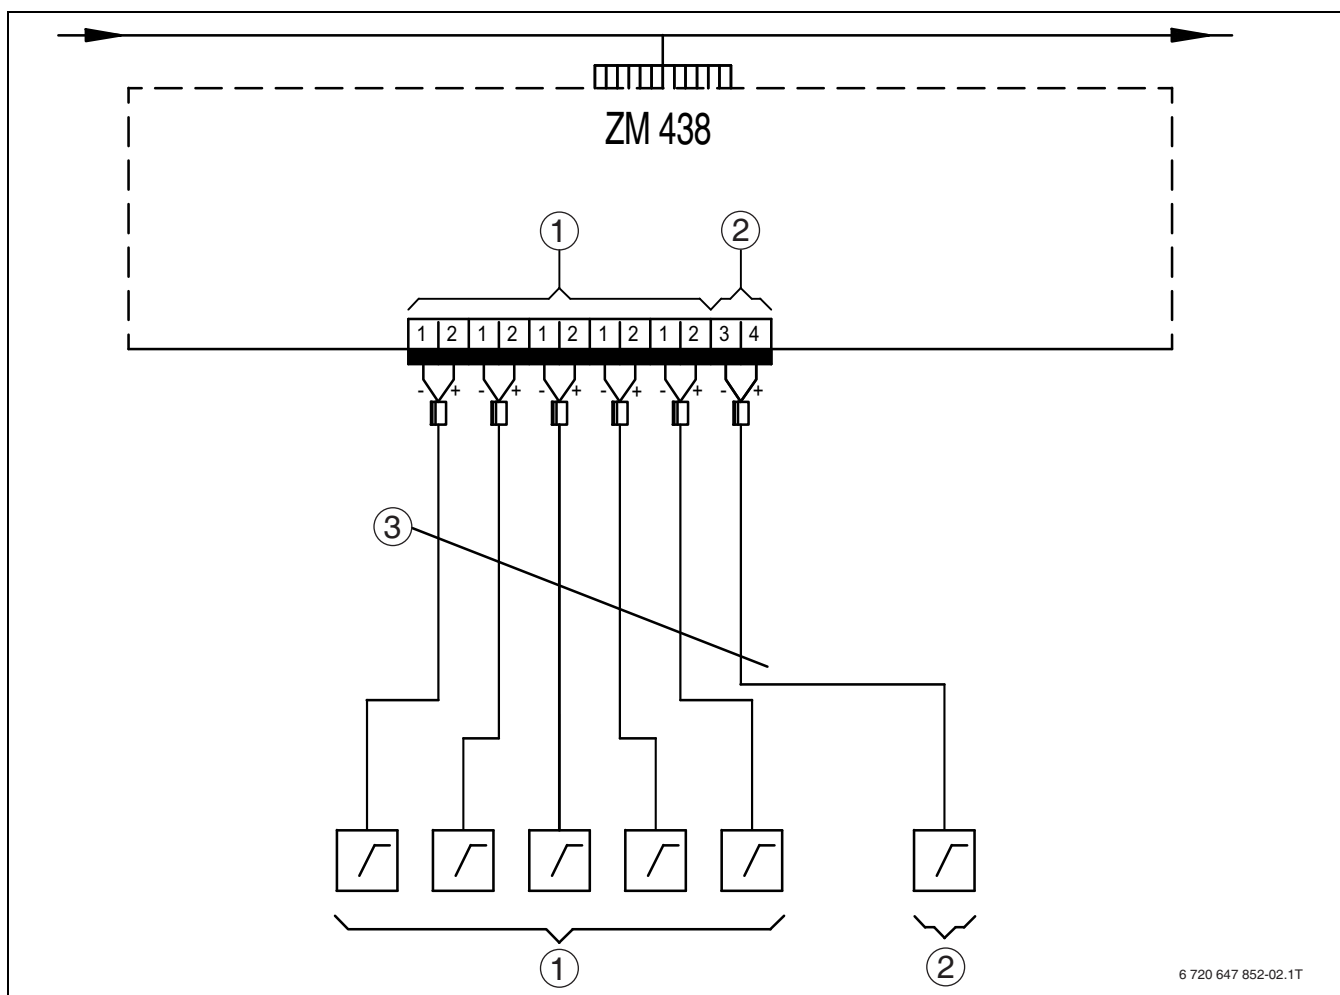 ZM 438
1 2
1 2 1 2 1 2 1 2 1 2 3 4
- + - + - + - + - + - +
3
1 2
6 720 647 852-02.1T